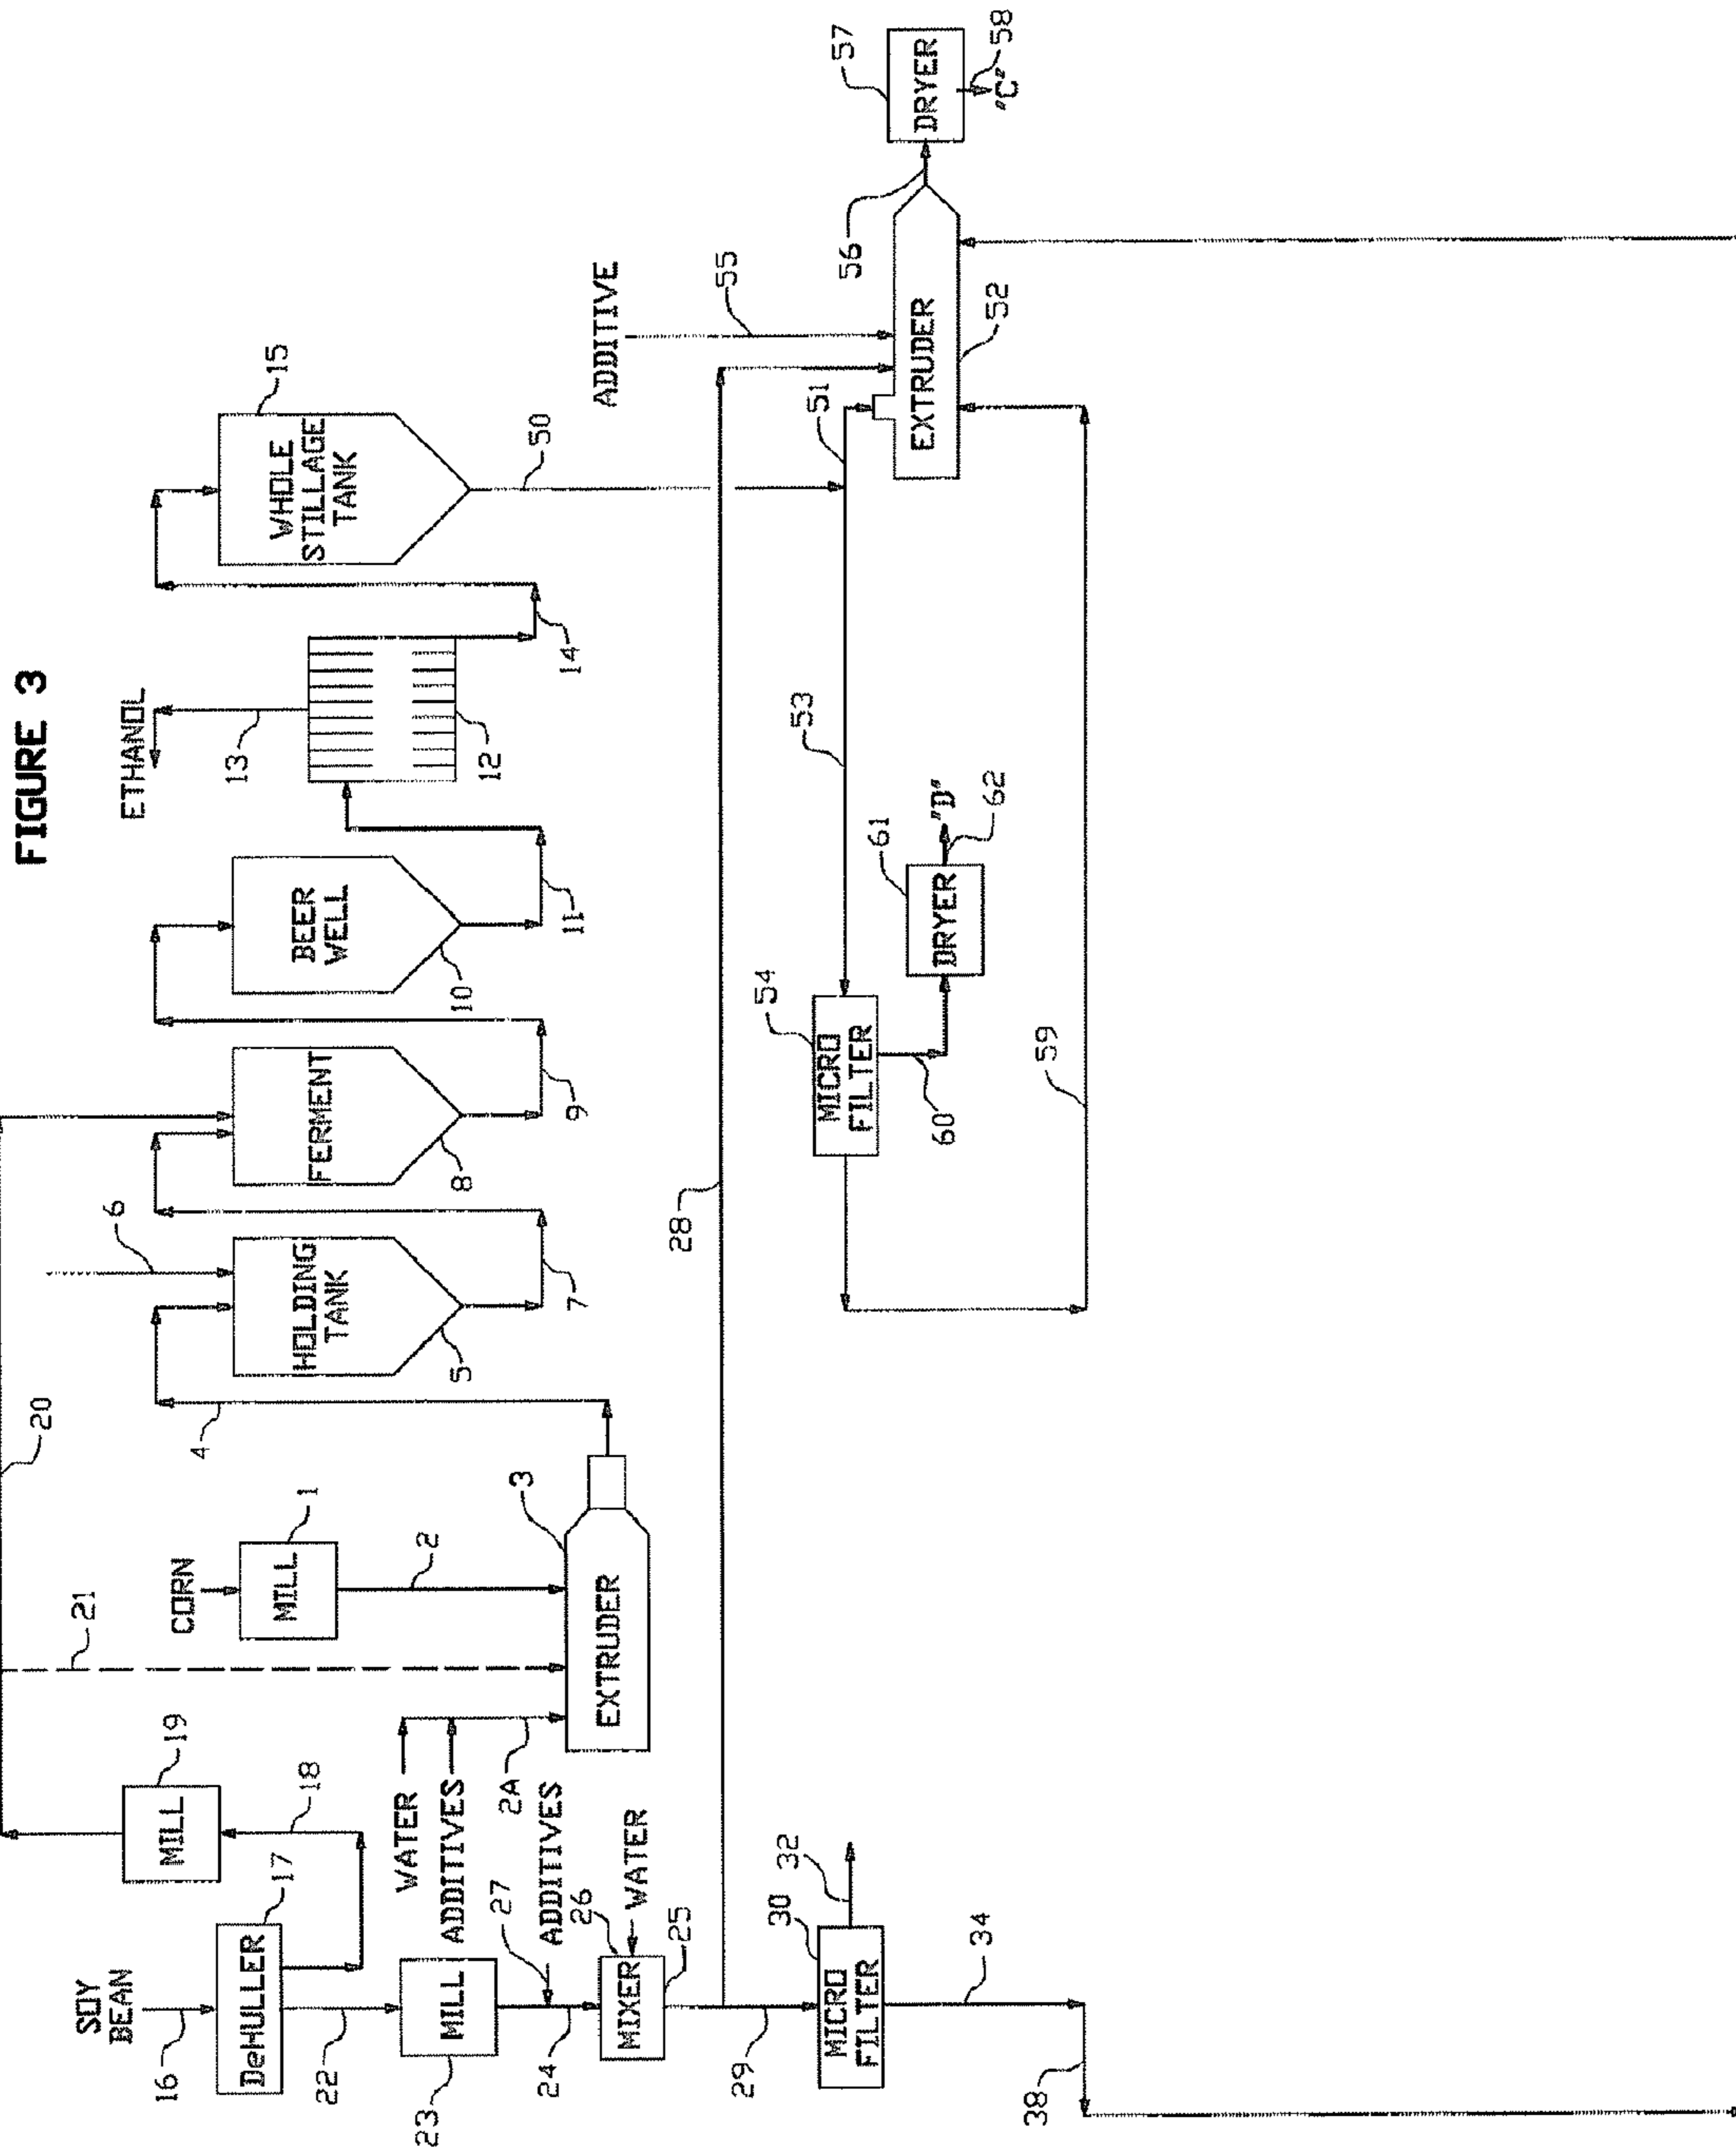 FIGURE 3
SOY
BEAN
16
DeHULLER
17
18
MILL
19
20
21
22
MILL
23
WATER
ADDITIVES
2A
CORN
MILL
1
2
EXTRUDER
3
4
HOLDING
TANK
5
6
7
FERMENT
8
9
BEER
WELL
10
11
12
ETHANOL
13
14
WHOLE
STILLAGE
TANK
15
50
24
27
ADDITIVES
MIXER
26
WATER
25
28
29
MICRO
FILTER
30
32
34
38
ADDITIVE
55
51
EXTRUDER
52
56
DRYER
57
58
"C"
53
MICRO
FILTER
54
60
DRYER
61
62
"D"
59